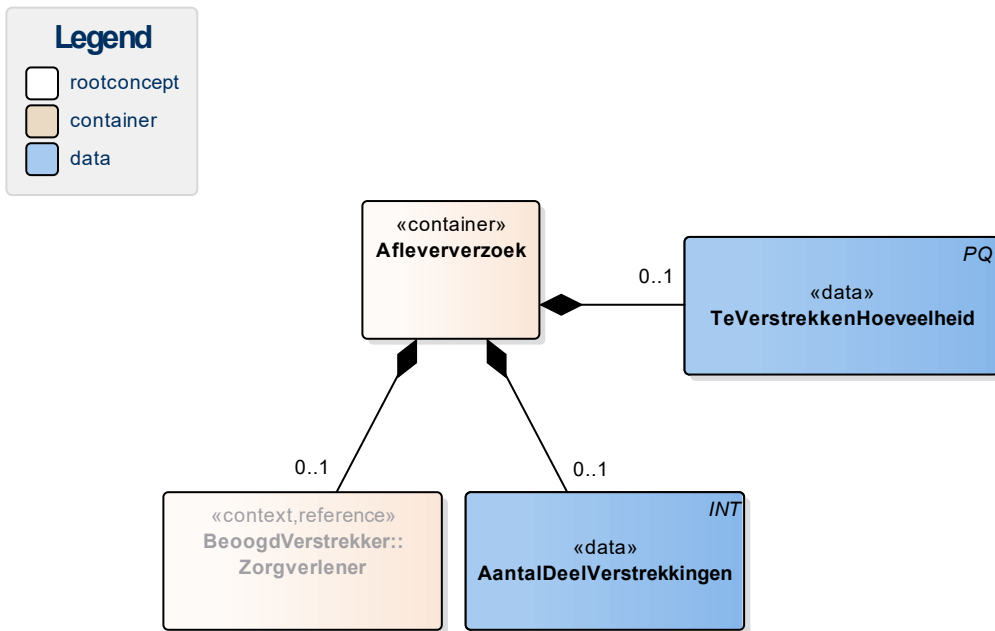 Legend
rootconcept
container
data
«container»
Afleververzoek
0..1
PQ
«data»
TeVerstrekkenHoeveelheid
0..1
0..1
«context,reference»
BeoogdVerstrekker::
Zorgverlener
INT
«data»
AantalDeelVerstrekkingen